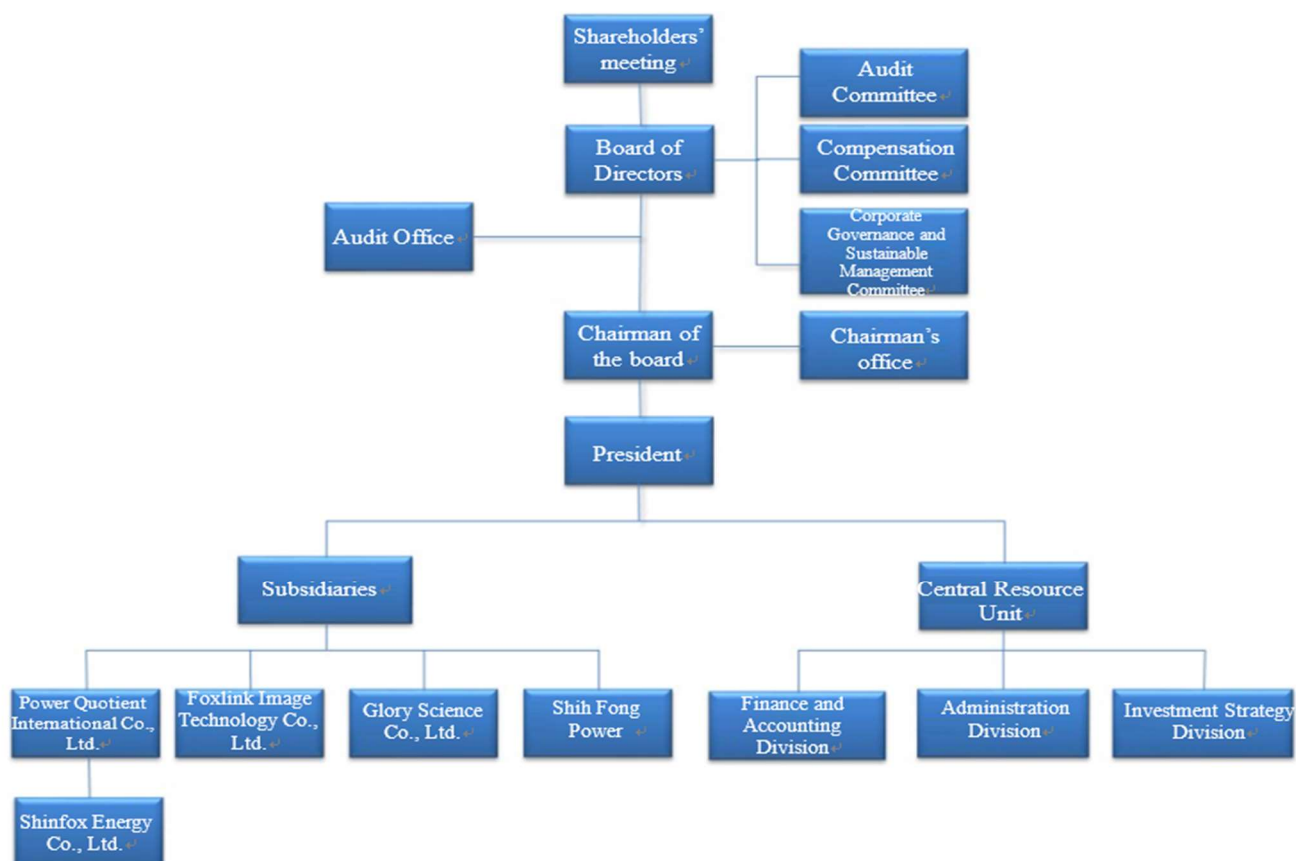 Shareholders’
meeting
Audit
Committee
Board of
Directors
Compensation
Committee
Audit Office
Corporate
Governance and
Sustainable
Management
Committee
Chairman of
the board
Chairman’s
office
President
Subsidiaries
Central Resource
Unit
Power Quotient
International Co.,
Ltd.
Foxlink Image
Technology Co.,
Ltd.
Glory Science
Co., Ltd.
Shih Fong
Power
Finance and
Accounting
Division
Administration
Division
Investment Strategy
Division
Shinfox Energy
Co., Ltd.